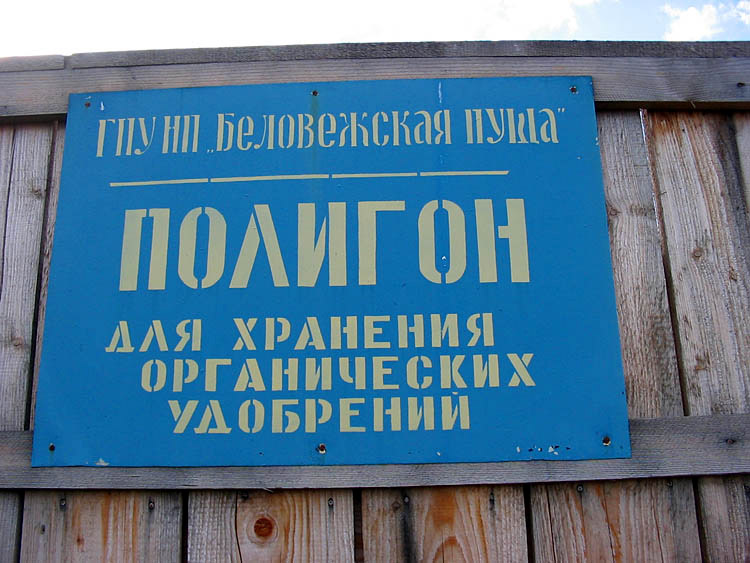 ГПУ НП „Беловежская пуща"
ПОЛИГОН
ДЛЯ ХРАНЕНИЯ
ОРГАНИЧЕСКИХ
УДОБРЕНИЙ